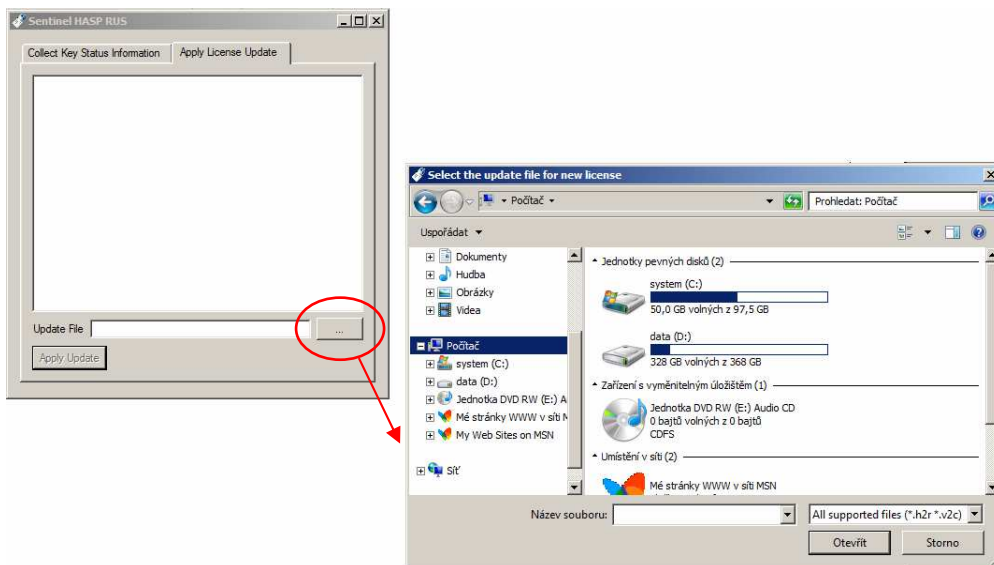 Sentinel HASP RUS
Collect Key Status Information
Apply License Update
Update File
...
Apply Update
Select the update file for new license
Počítač
Prohledat: Počítač
Uspořádat
Dokumenty
Hudba
Obrázky
Videa
Počítač
system (C:)
data (D:)
Jednotka DVD RW (E:) A
Mé stránky WWW v síti M
My Web Sites on MSN
Síť
Jednotky pevných disků (2)
system (C:)
50,0 GB volných z 97,5 GB
data (D:)
328 GB volných z 368 GB
Zařízení s vyměnitelným úložištěm (1)
Jednotka DVD RW (E:) Audio CD
0 bajtů volných z 0 bajtů
CDFS
Umístění v síti (2)
Mé stránky WWW v síti MSN
Název souboru:
All supported files (*.h2r *.v2c)
Otevřít
Storno